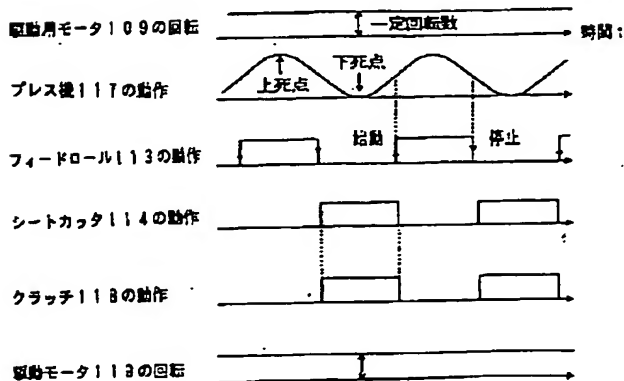 駆動用モータ109の回転
一定回転数
時間t
プレス機117の動作
上死点
下死点
フィードロール113の動作
始動
停止
シートカッタ114の動作
クラッチ118の動作
駆動モータ119の回転